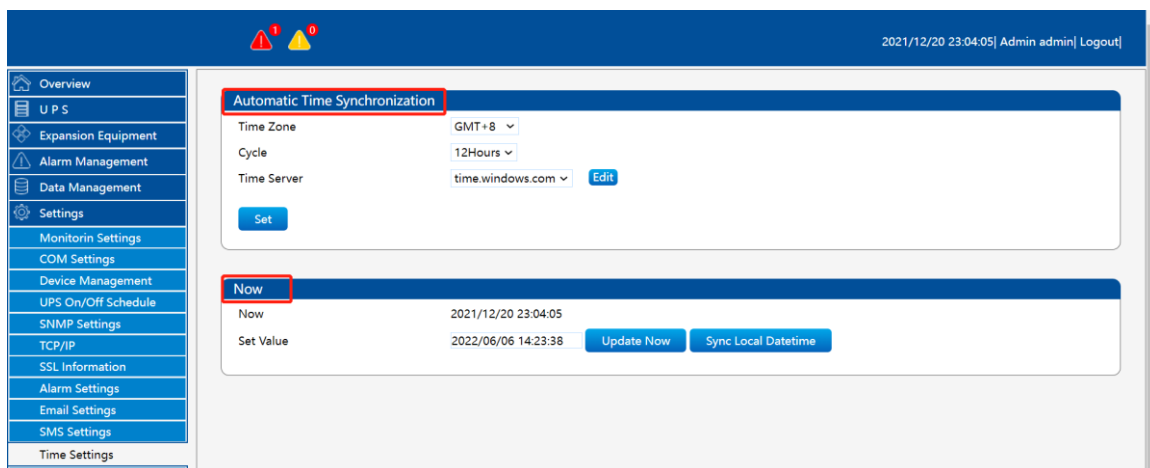 1 0
2021/12/20 23:04:05| Admin admin| Logout|
Overview
U P S
Expansion Equipment
Alarm Management
Data Management
Settings
Monitorin Settings
COM Settings
Device Management
UPS On/Off Schedule
SNMP Settings
TCP/IP
SSL Information
Alarm Settings
Email Settings
SMS Settings
Time Settings
Automatic Time Synchronization
Time Zone GMT+8
Cycle 12Hours
Time Server time.windows.com Edit
Set
Now
Now 2021/12/20 23:04:05
Set Value 2022/06/06 14:23:38 Update Now Sync Local Datetime